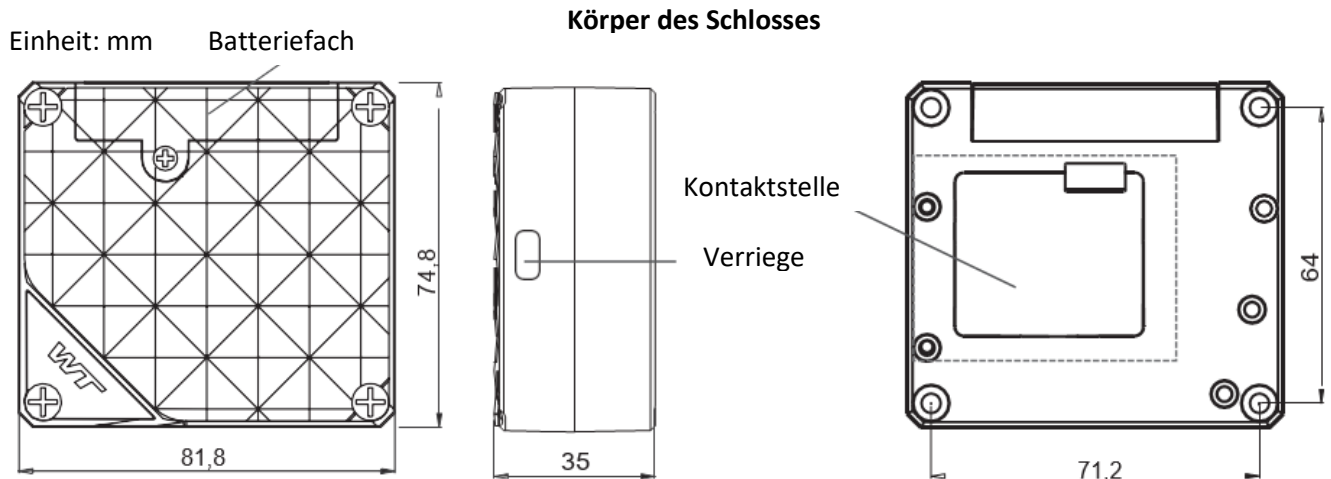 Körper des Schlosses
Einheit: mm Batteriefach
Kontaktstelle
Verriege
WT
74,8
64
81,8
35
71,2